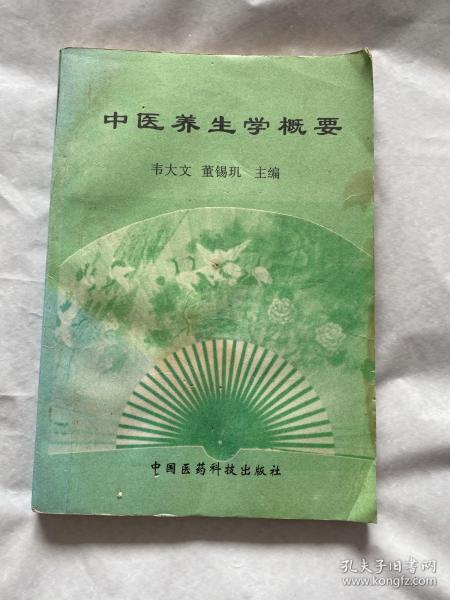 中医养生学概要
韦大文 董锡玑 主编
中国医药科技出版社
孔夫子旧书网
www.kongfz.com